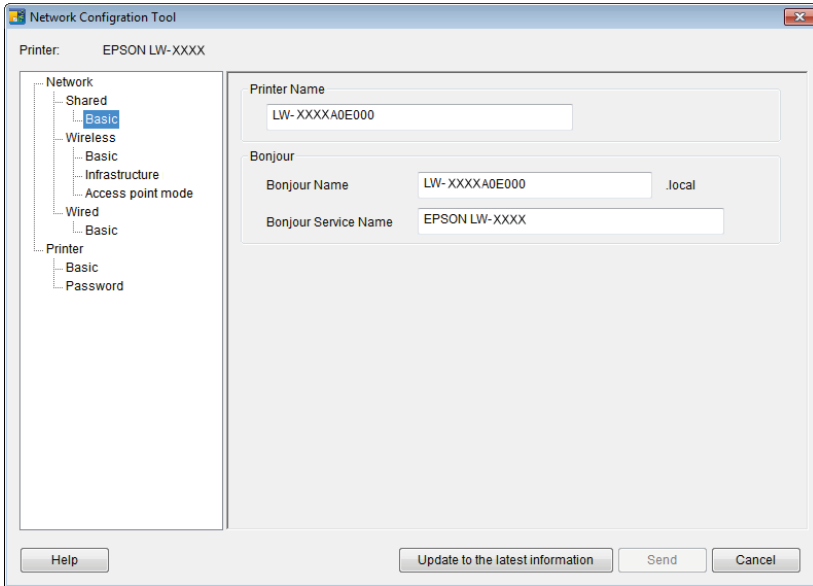 Network Configration Tool
Printer: EPSON LW-XXXX
Network
Shared
Basic
Wireless
Basic
Infrastructure
Access point mode
Wired
Basic
Printer
Basic
Password
Printer Name
LW-XXXXA0E000
Bonjour
Bonjour Name LW-XXXXA0E000 .local
Bonjour Service Name EPSON LW-XXXX
Help Update to the latest information Send Cancel